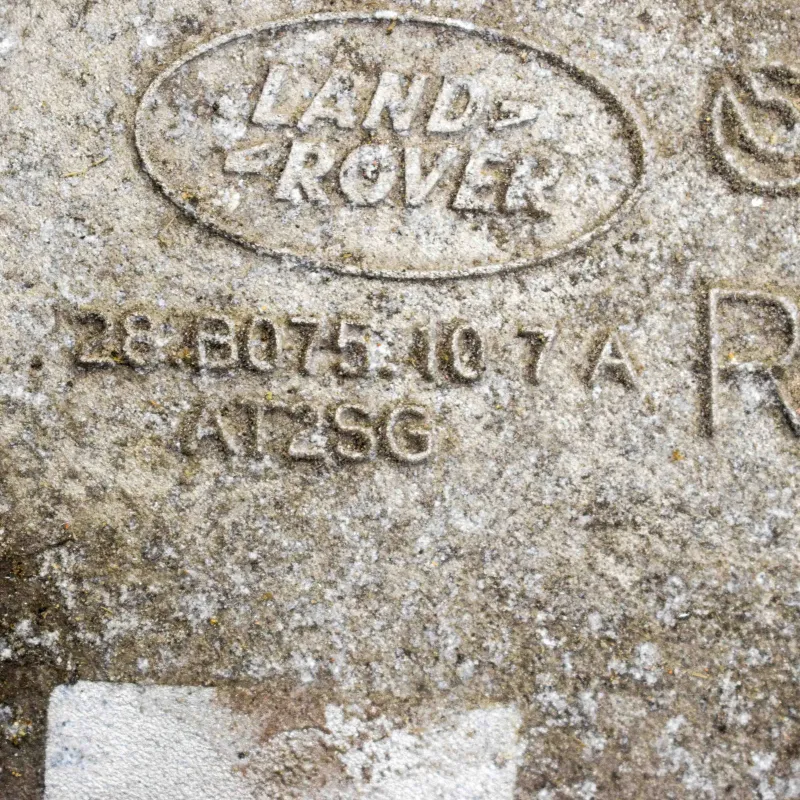 LAND
ROVER
28.B075.10 7 A
AT2SG
R